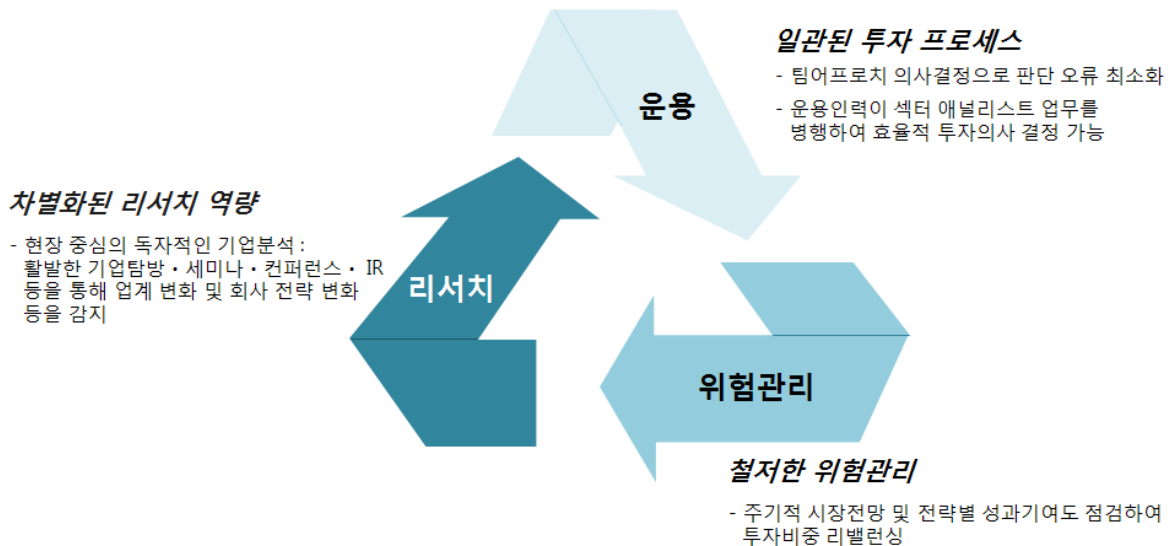 일관된 투자 프로세스
- 팀어프로치 의사결정으로 판단 오류 최소화
- 운용인력이 섹터 애널리스트 업무를
병행하여 효율적 투자의사 결정 가능
운용
차별화된 리서치 역량
- 현장 중심의 독자적인 기업분석 :
활발한 기업탐방・세미나・컨퍼런스・IR
등을 통해 업계 변화 및 회사 전략 변화
등을 감지
리서치
위험관리
철저한 위험관리
- 주기적 시장전망 및 전략별 성과기여도 점검하여
투자비중 리밸런싱